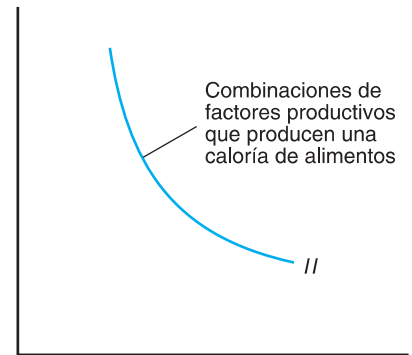 Combinaciones de
factores productivos
que producen una
caloría de alimentos
II